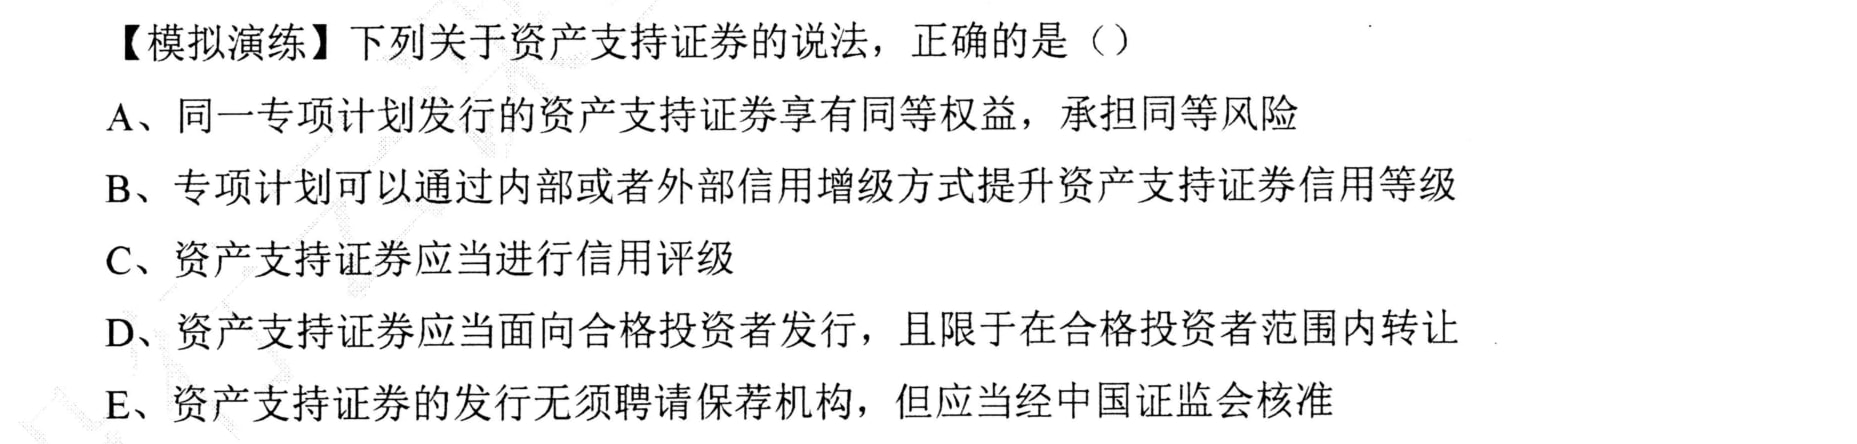 【模拟演练】下列关于资产支持证券的说法，正确的是（）
A、同一专项计划发行的资产支持证券享有同等权益，承担同等风险
B、专项计划可以通过内部或者外部信用增级方式提升资产支持证券信用等级
C、资产支持证券应当进行信用评级
D、资产支持证券应当面向合格投资者发行，且限于在合格投资者范围内转让
E、资产支持证券的发行无须聘请保荐机构，但应当经中国证监会核准